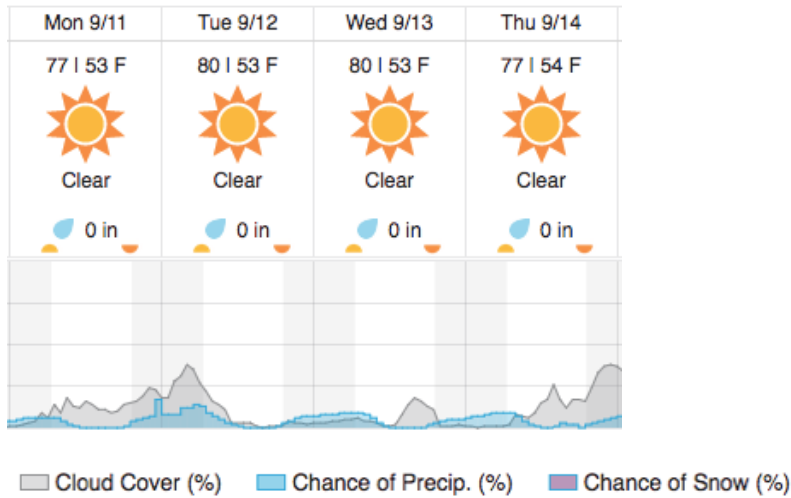 Mon 9/11 Tue 9/12 Wed 9/13 Thu 9/14
77 | 53 F 80 | 53 F 80 | 53 F 77 | 54 F
Clear Clear Clear Clear
0 in 0 in 0 in 0 in
Cloud Cover (%) Chance of Precip. (%) Chance of Snow (%)